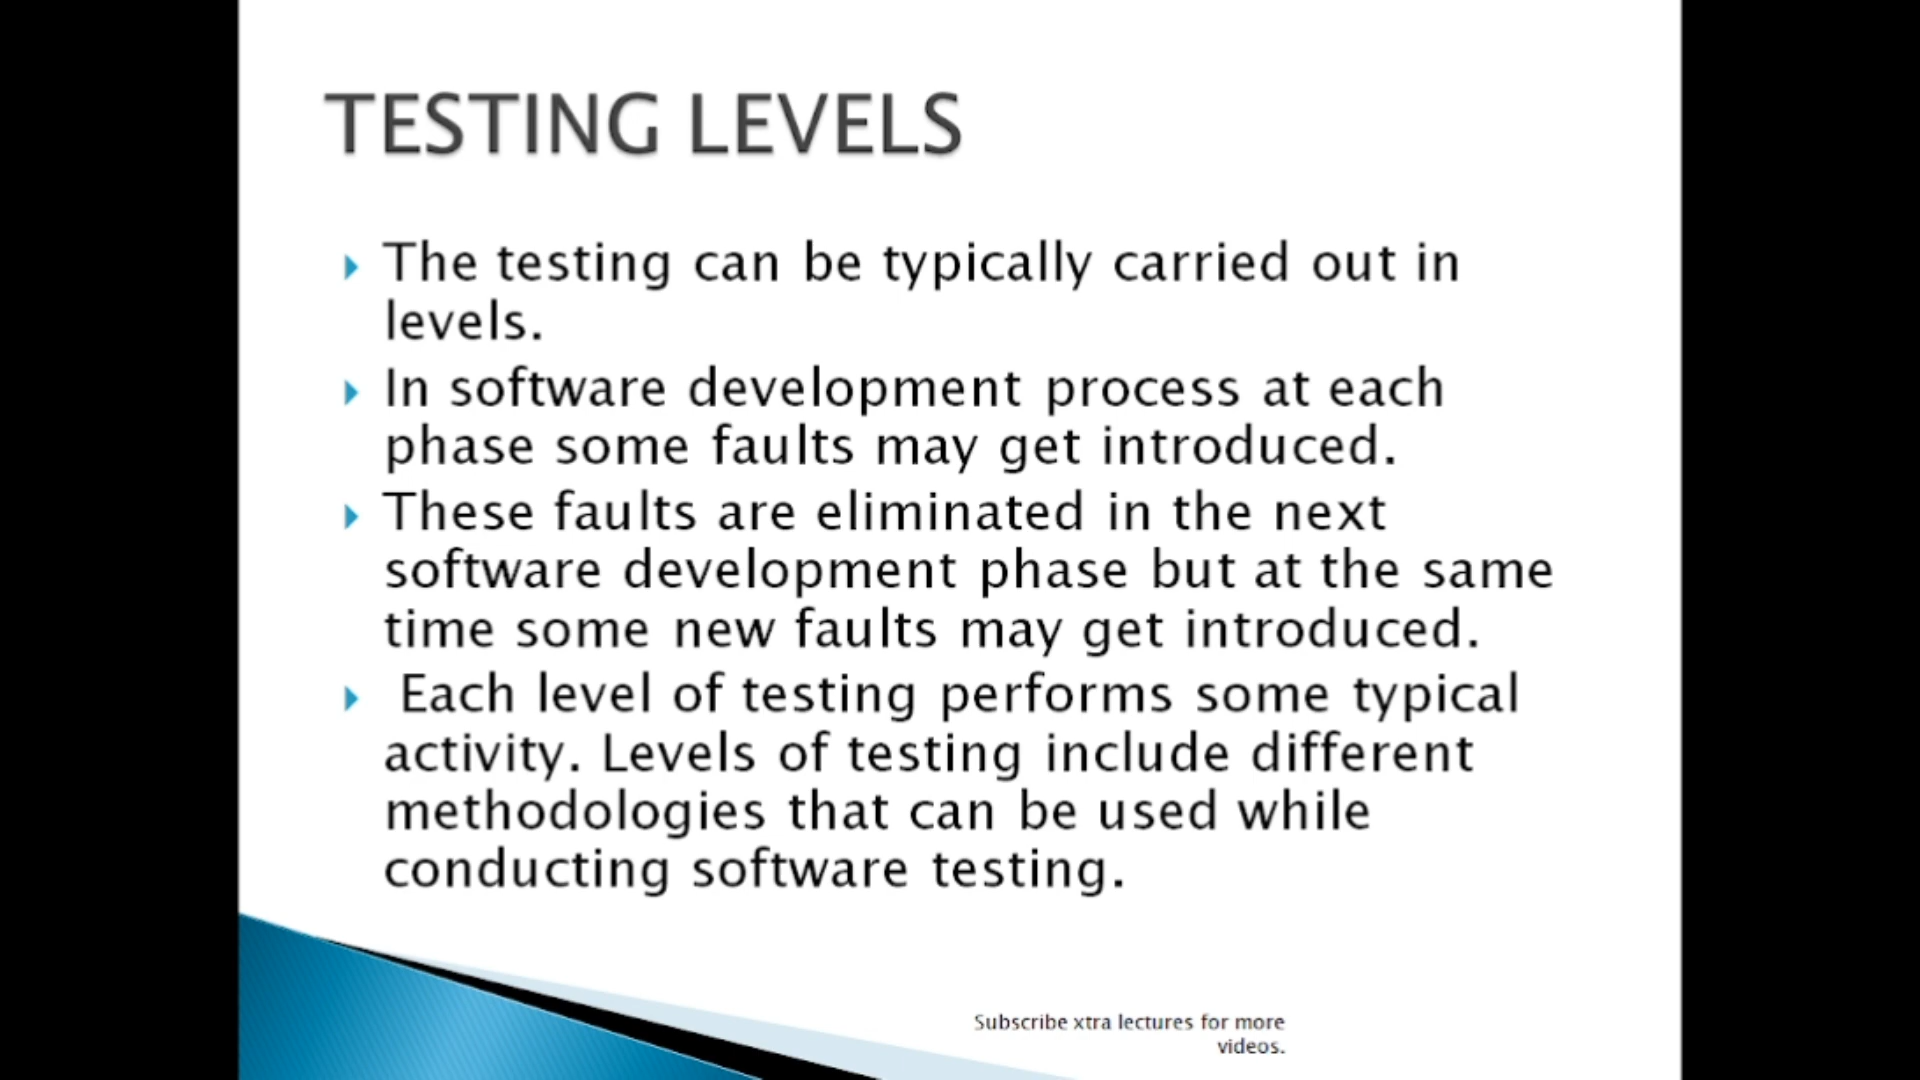 TESTING LEVELS
The testing can be typically carried out in
levels.
In software development process at each
phase some faults may get introduced.
These faults are eliminated in the next
software development phase but at the same
time some new faults may get introduced.
Each level of testing performs some typical
activity. Levels of testing include different
methodologies that can be used while
conducting software testing.
Subscribe xtra lectures for more
videos.